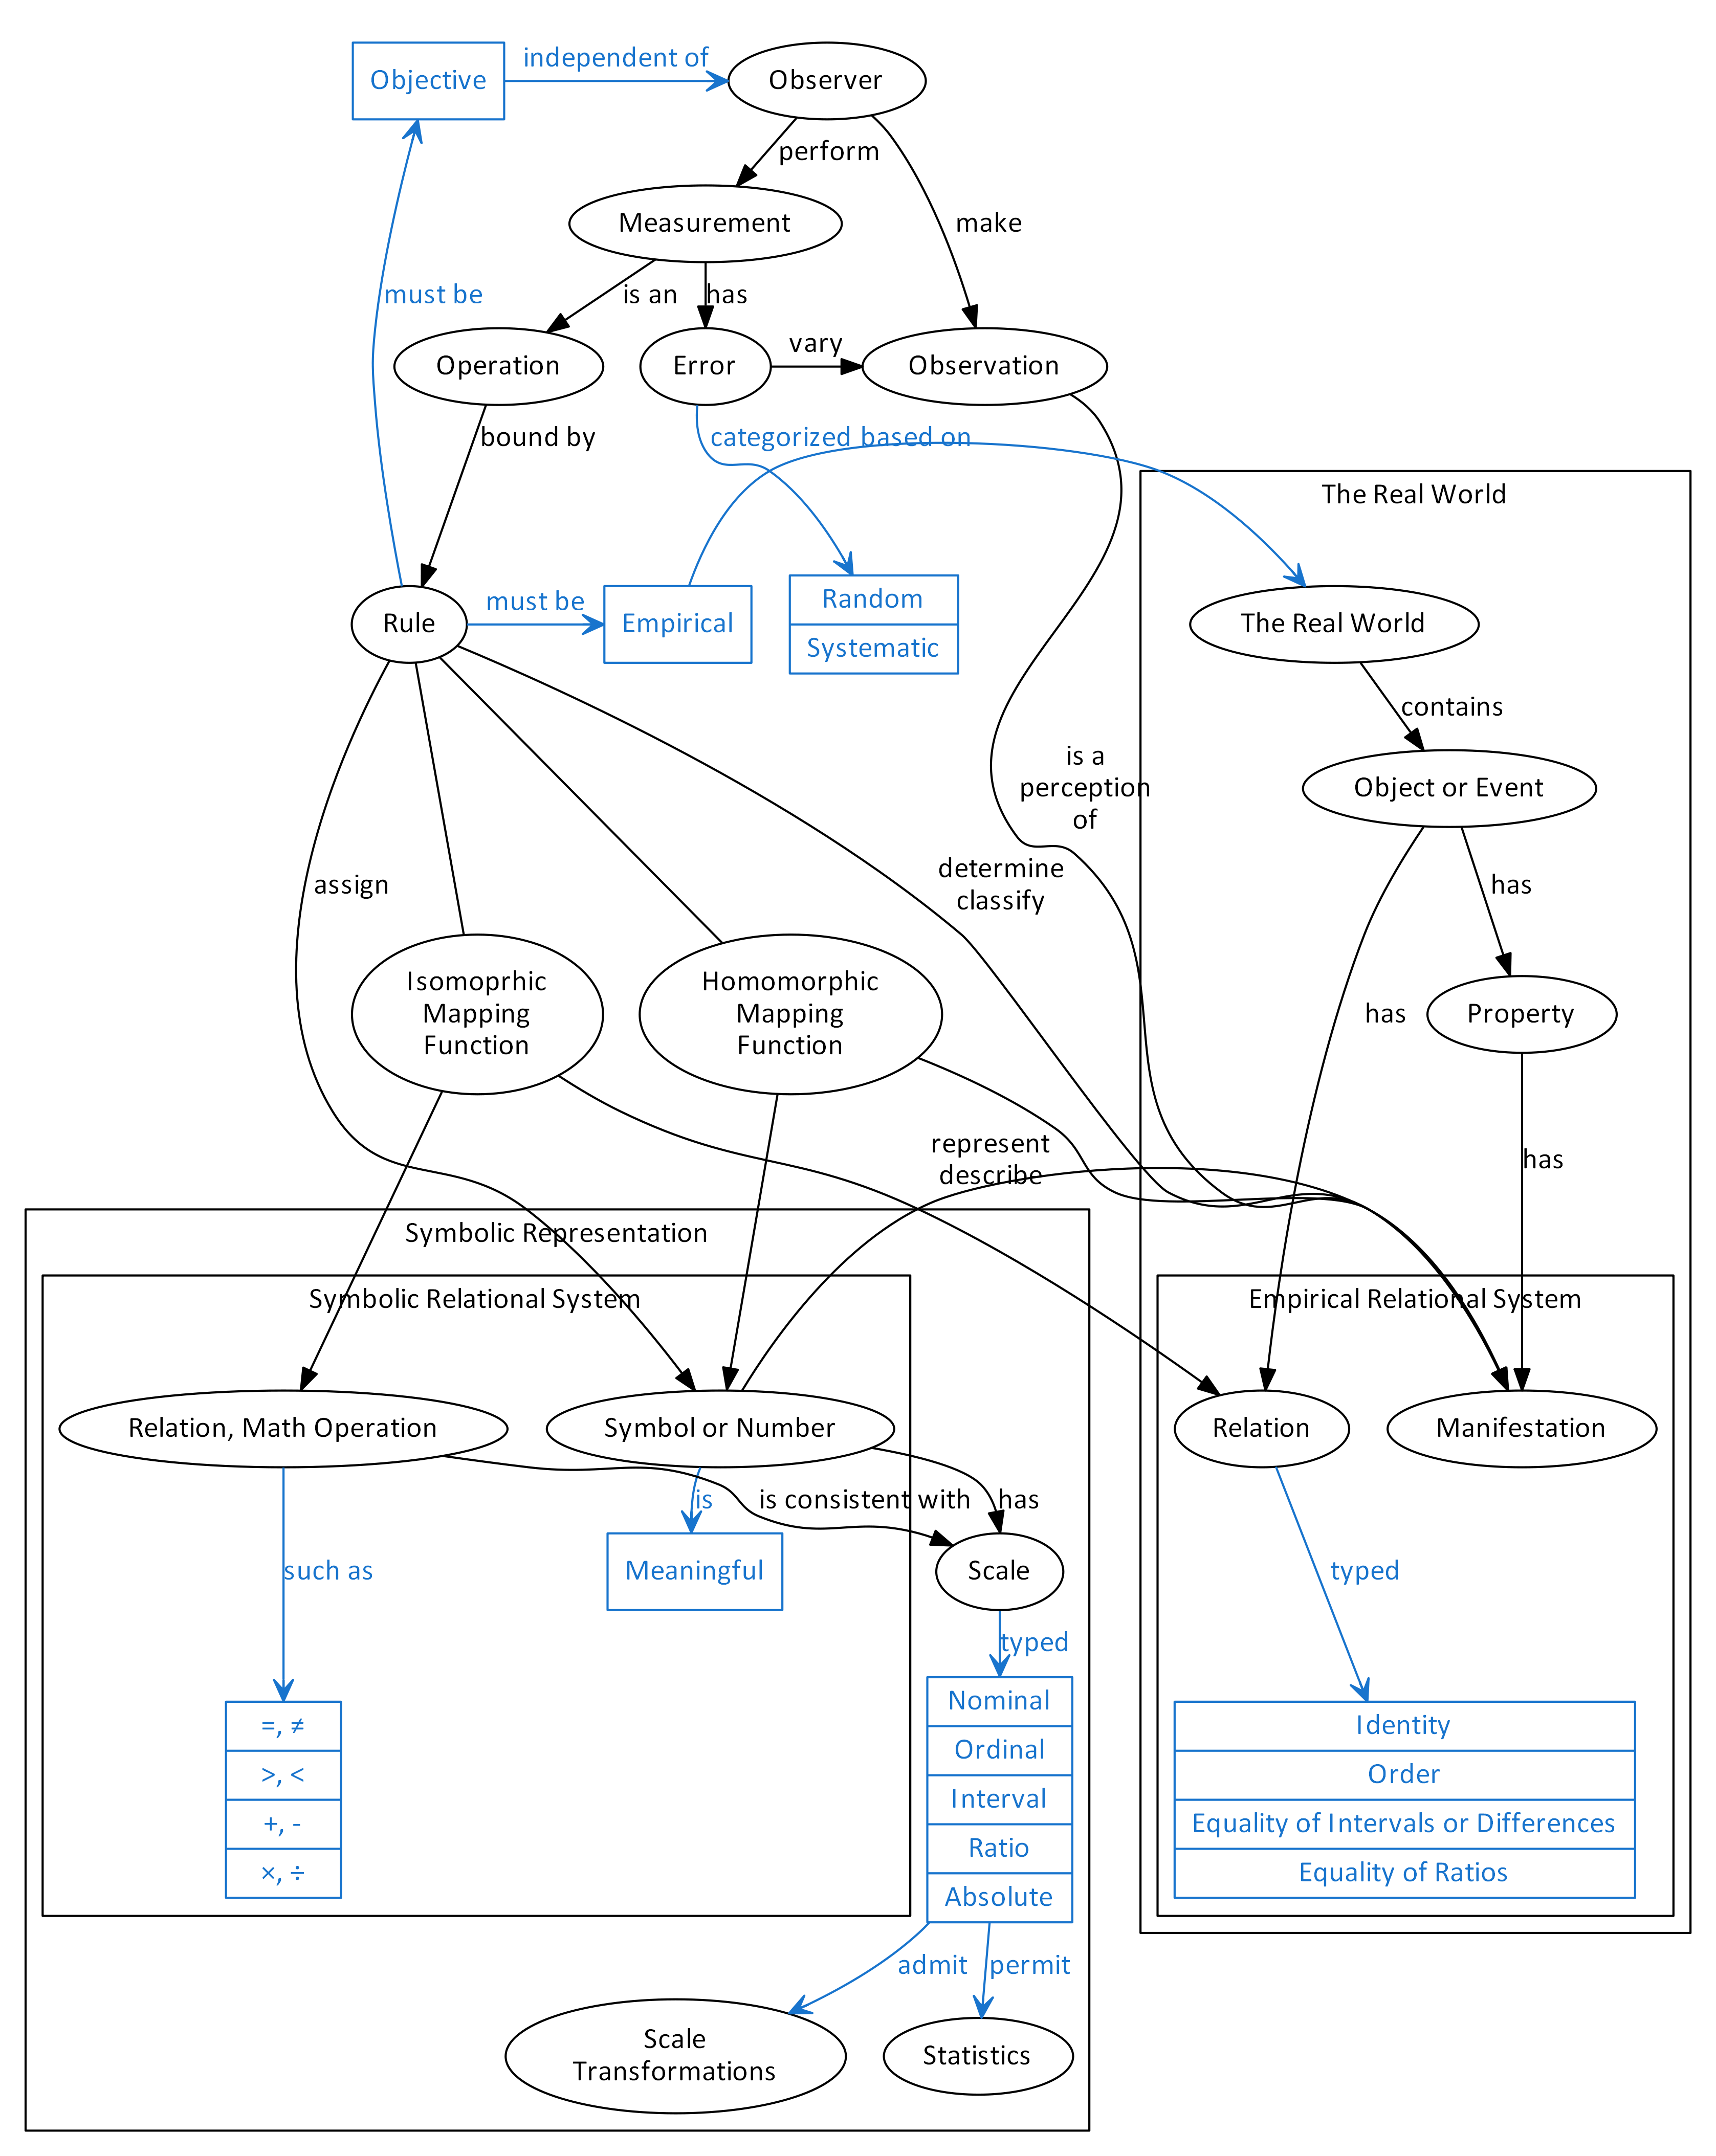 independent of
Objective
Observer
perform
Measurement
make
must be
is an
has
vary
Operation
Error
Observation
bound by
categorized based on
The Real World
Random
must be
Rule
Empirical
The Real World
Systematic
contains
is a
perception
of
Object or Event
determine
classify
assign
has
Isomoprhic
Mapping
Function
Homomorphic
Mapping
Function
has
Property
represent
describe
has
Symbolic Representation
Symbolic Relational System
Empirical Relational System
Relation, Math Operation
Symbol or Number
Relation
Manifestation
is
is consistent with
has
such as
Meaningful
Scale
typed
typed
Nominal
Ordinal
Interval
Ratio
Absolute
=, ≠
>, <
+, -
×, ÷
Identity
Order
Equality of Intervals or Differences
Equality of Ratios
admit
permit
Scale
Transformations
Statistics